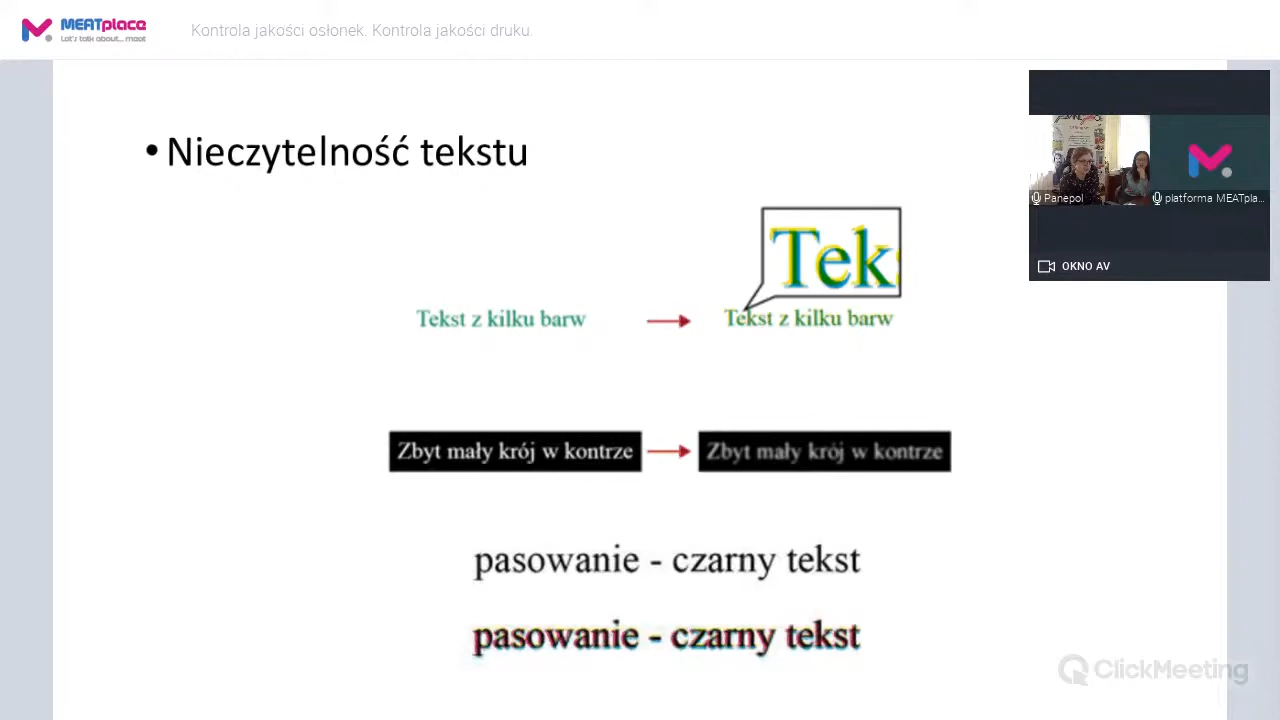 MEATplace
Let's talk about... meat
Kontrola jakości osłonek. Kontrola jakości druku.
• Nieczytelność tekstu
Tek
Tekst z kilku barw
Tekst z kilku barw
Zbyt mały krój w kontrze
Zbyt mały krój w kontrze
pasowanie - czarny tekst
pasowanie - czarny tekst
Panepol
platforma MEATpla...
OKNO AV
ClickMeeting